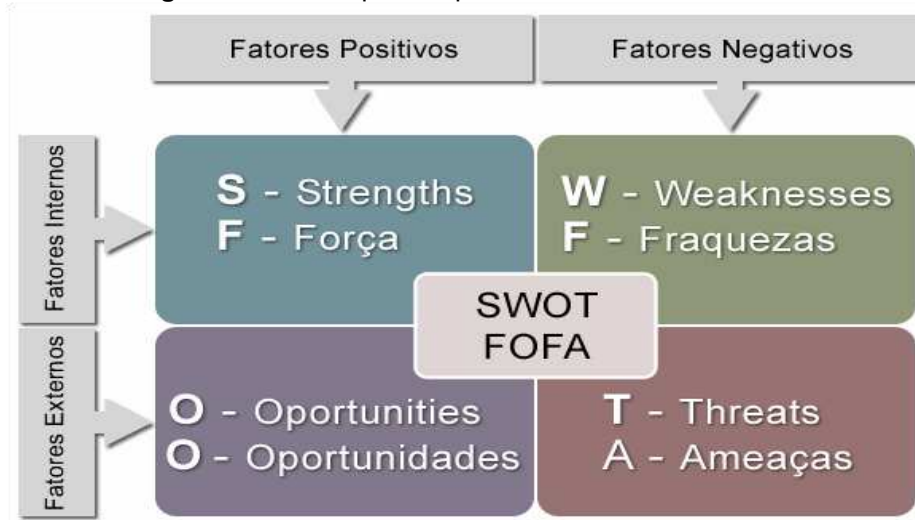 Fatores Positivos
Fatores Negativos
Fatores Internos
S - Strengths
F - Força
W - Weaknesses
F - Fraquezas
SWOT
FOFA
Fatores Externos
O - Oportunities
O - Oportunidades
T - Threats
A - Ameaças